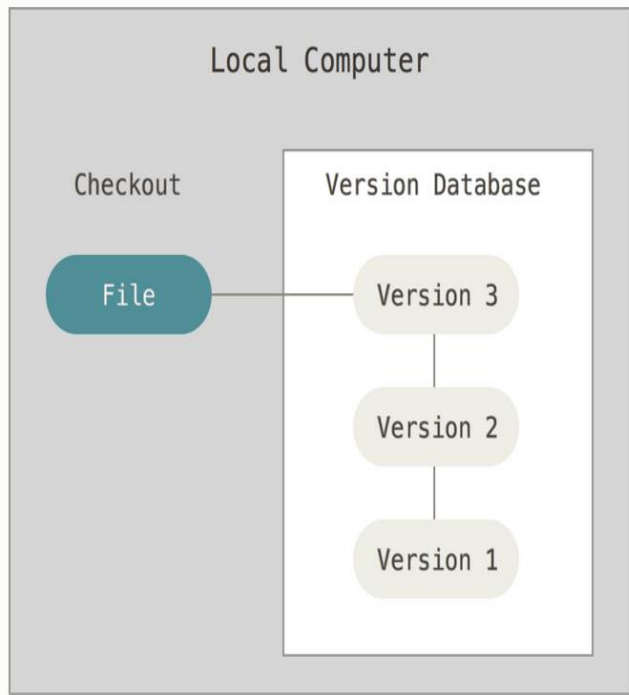 Local Computer
Checkout
Version Database
File
Version 3
Version 2
Version 1